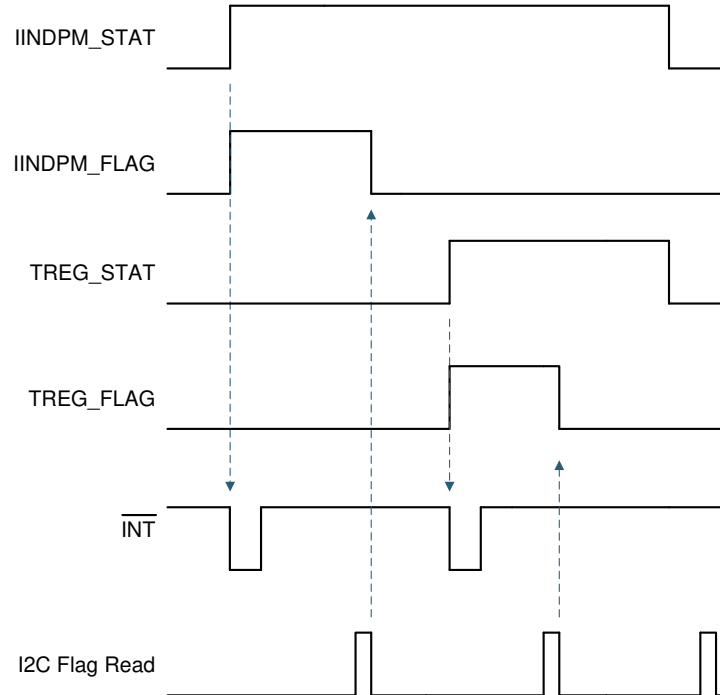 IINDPM_STAT
IINDPM_FLAG
TREG_STAT
TREG_FLAG
INT
I2C Flag Read